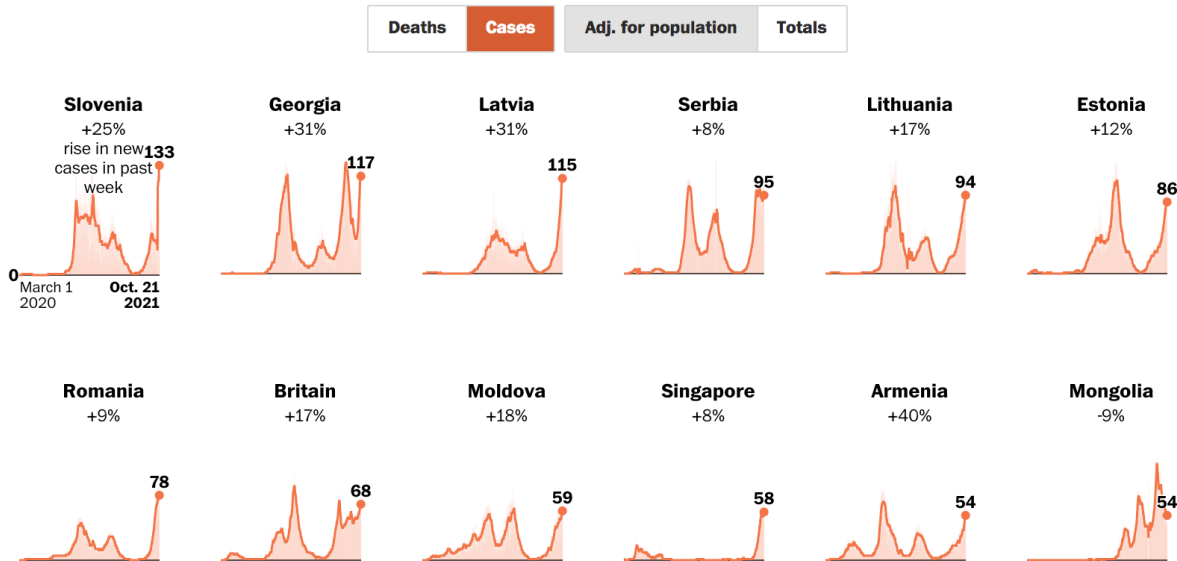 Deaths Cases Adj. for population Totals
Slovenia Georgia Latvia Serbia Lithuania Estonia
+25% +31% +31% +8% +17% +12%
rise in new
cases in past
week
133 117 115 95 94 86
0
March 1
2020
Oct. 21
2021
Romania Britain Moldova Singapore Armenia Mongolia
+9% +17% +18% +8% +40% -9%
78 68 59 58 54 54